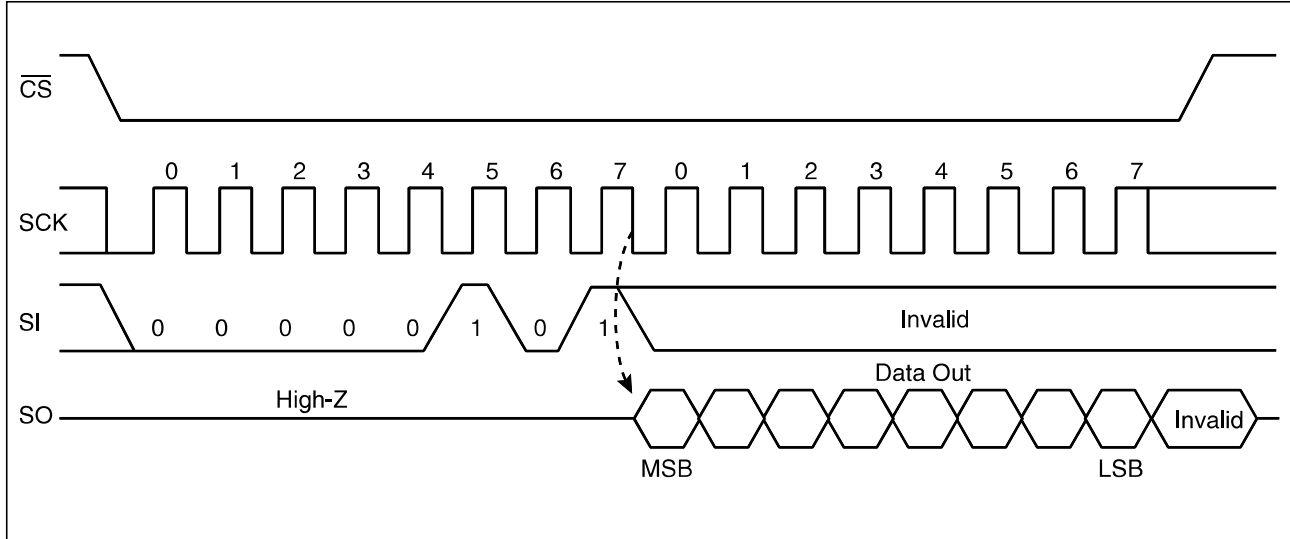 C̅S̅
0 1 2 3 4 5 6 7 0 1 2 3 4 5 6 7
SCK
SI
0 0 0 0 0 1 0 1
Invalid
Data Out
High-Z
SO
Invalid
MSB
LSB